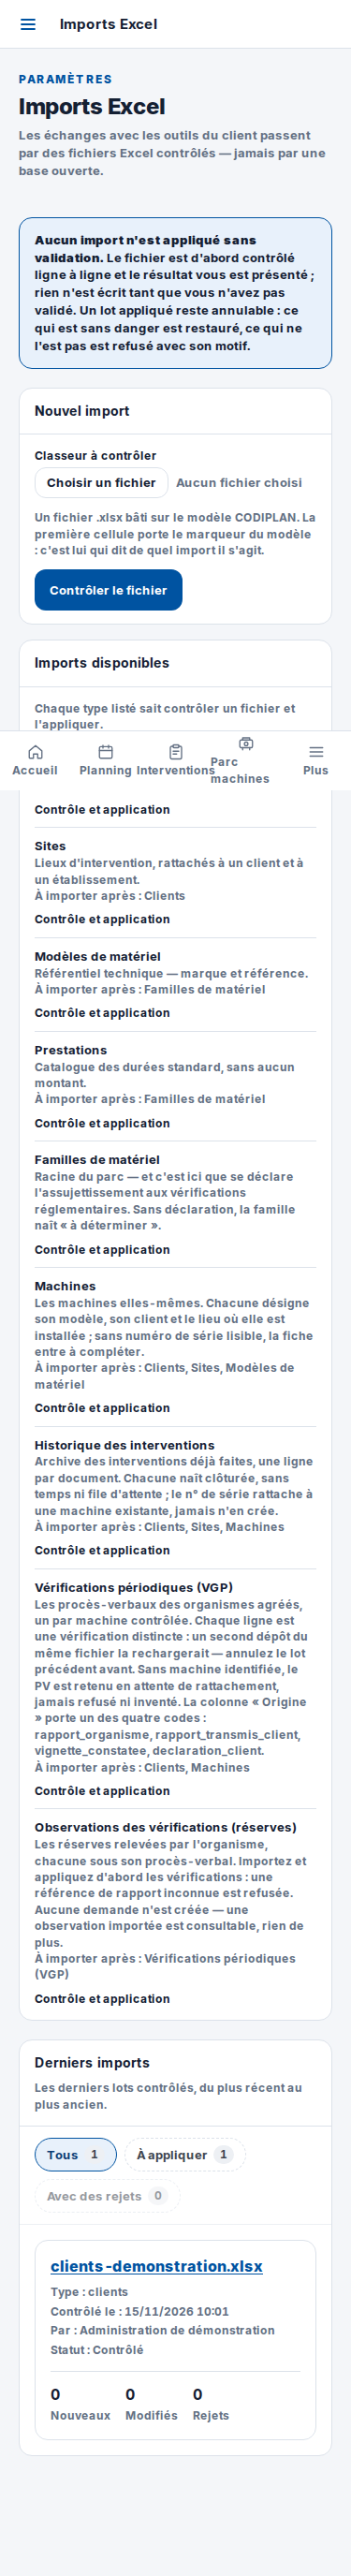 Imports Excel
PARAMÈTRES
Imports Excel
Les échanges avec les outils du client passent
par des fichiers Excel contrôlés — jamais par une
base ouverte.
Aucun import n'est appliqué sans
validation. Le fichier est d'abord contrôlé
ligne à ligne et le résultat vous est présenté ;
rien n'est écrit tant que vous n'avez pas
validé. Un lot appliqué reste annulable : ce
qui est sans danger est restauré, ce qui ne
l'est pas est refusé avec son motif.
Nouvel import
Classeur à contrôler
Choisir un fichier Aucun fichier choisi
Un fichier .xlsx bâti sur le modèle CODIPLAN. La
première cellule porte le marqueur du modèle
: c'est lui qui dit de quel import il s'agit.
Contrôler le fichier
Imports disponibles
Chaque type listé sait contrôler un fichier et
l'appliquer.
Accueil
Planning
Interventions
Parc
machines
Plus
Contrôle et application
Sites
Lieux d'intervention, rattachés à un client et à
un établissement.
À importer après : Clients
Contrôle et application
Modèles de matériel
Référentiel technique — marque et référence.
À importer après : Familles de matériel
Contrôle et application
Prestations
Catalogue des durées standard, sans aucun
montant.
À importer après : Familles de matériel
Contrôle et application
Familles de matériel
Racine du parc — et c'est ici que se déclare
l'assujettissement aux vérifications
réglementaires. Sans déclaration, la famille
naît « à déterminer ».
Contrôle et application
Machines
Les machines elles-mêmes. Chacune désigne
son modèle, son client et le lieu où elle est
installée ; sans numéro de série lisible, la fiche
entre à compléter.
À importer après : Clients, Sites, Modèles de
matériel
Contrôle et application
Historique des interventions
Archive des interventions déjà faites, une ligne
par document. Chacune naît clôturée, sans
temps ni file d'attente ; le n° de série rattache à
une machine existante, jamais n'en crée.
À importer après : Clients, Sites, Machines
Contrôle et application
Vérifications périodiques (VGP)
Les procès-verbaux des organismes agréés,
un par machine contrôlée. Chaque ligne est
une vérification distincte : un second dépôt du
même fichier la rechargerait — annulez le lot
précédent avant. Sans machine identifiée, le
PV est retenu en attente de rattachement,
jamais refusé ni inventé. La colonne « Origine
» porte un des quatre codes :
rapport_organisme, rapport_transmis_client,
vignette_constatee, declaration_client.
À importer après : Clients, Machines
Contrôle et application
Observations des vérifications (réserves)
Les réserves relevées par l'organisme,
chacune sous son procès-verbal. Importez et
appliquez d'abord les vérifications : une
référence de rapport inconnue est refusée.
Aucune demande n'est créée — une
observation importée est consultable, rien de
plus.
À importer après : Vérifications périodiques
(VGP)
Contrôle et application
Derniers imports
Les derniers lots contrôlés, du plus récent au
plus ancien.
Tous 1
À appliquer 1
Avec des rejets 0
clients-demonstration.xlsx
Type : clients
Contrôlé le : 15/11/2026 10:01
Par : Administration de démonstration
Statut : Contrôlé
0 0 0
Nouveaux Modifiés Rejets